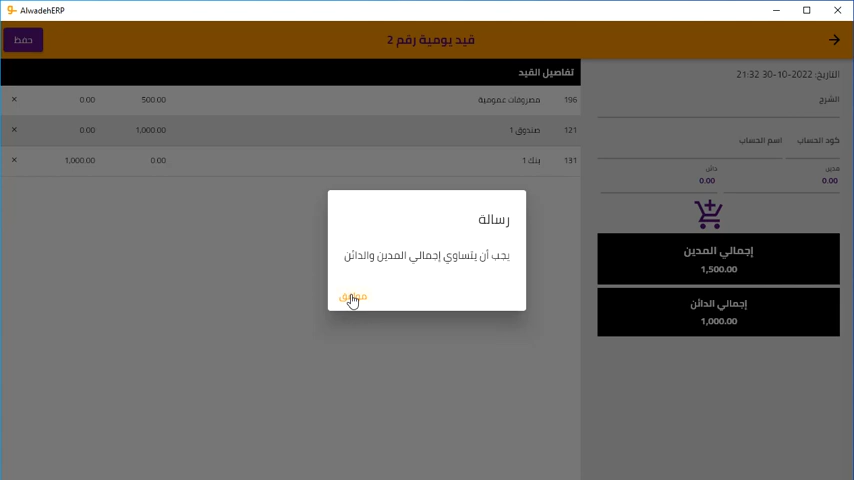 AlwadehERP
قيد يومية رقم 2
حفظ
التاريخ: 2022-10-30 21:32
الشرح
كود الحساب
اسم الحساب
مدين
0.00
دائن
0.00
إجمالي المدين
1,500.00
إجمالي الدائن
1,000.00
تفاصيل القيد
196 مصروفات عمومية 500.00 0.00
121 صندوق 1 1,000.00 0.00
131 بنك 1 0.00 1,000.00
رسالة
يجب أن يتساوي إجمالي المدين والدائن
موافق